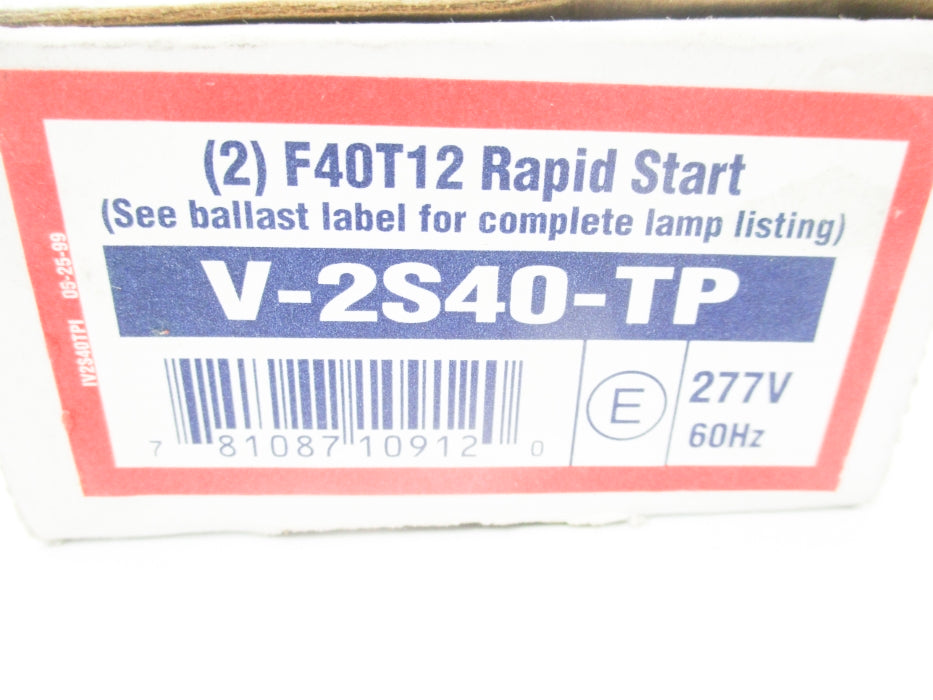 (2) F40T12 Rapid Start
(See ballast label for complete lamp listing)
V-2S40-TP
IV2S40TPI 05-25-99
7 81087 10912 0
E
277V
60Hz